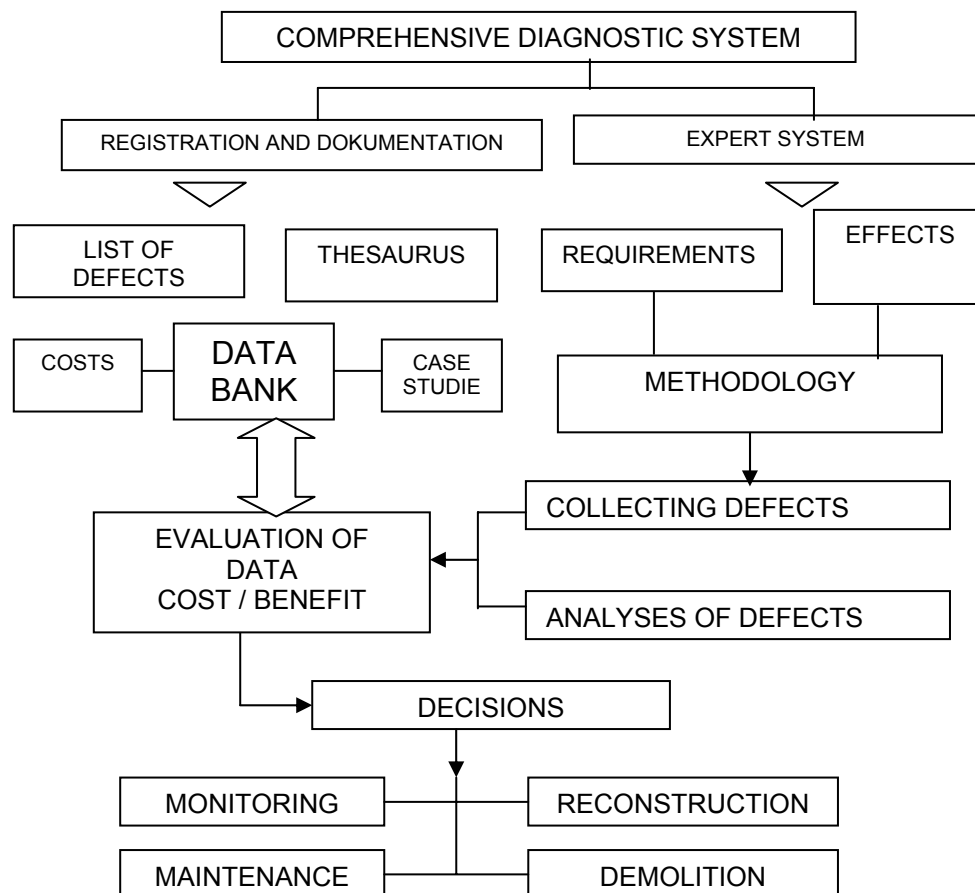 COMPREHENSIVE DIAGNOSTIC SYSTEM
REGISTRATION AND DOKUMENTATION
EXPERT SYSTEM
LIST OF
DEFECTS
THESAURUS
REQUIREMENTS
EFFECTS
COSTS
DATA
BANK
CASE
STUDIE
METHODOLOGY
COLLECTING DEFECTS
EVALUATION OF
DATA
COST / BENEFIT
ANALYSES OF DEFECTS
DECISIONS
MONITORING
RECONSTRUCTION
MAINTENANCE
DEMOLITION